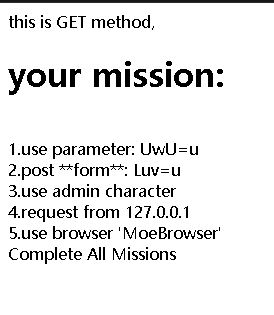 this is GET method,
your mission:
1.use parameter: UwU=u
2.post **form**: Luv=u
3.use admin character
4.request from 127.0.0.1
5.use browser 'MoeBrowser'
Complete All Missions